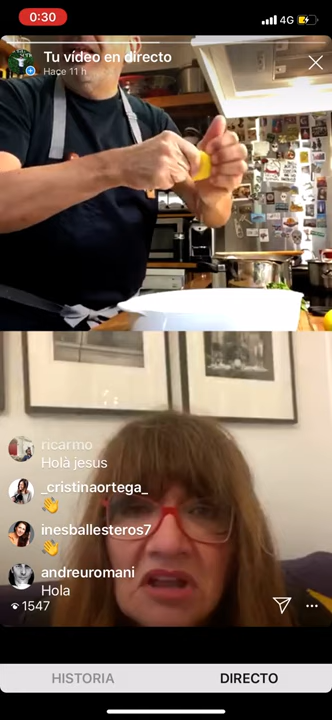 0:30
4G
Tu vídeo en directo
Hace 11 h
ricarmo
Holà jesus
_cristinaortega_
👋
inesballesteros7
👋
andreuromani
Hola
1547
HISTORIA
DIRECTO